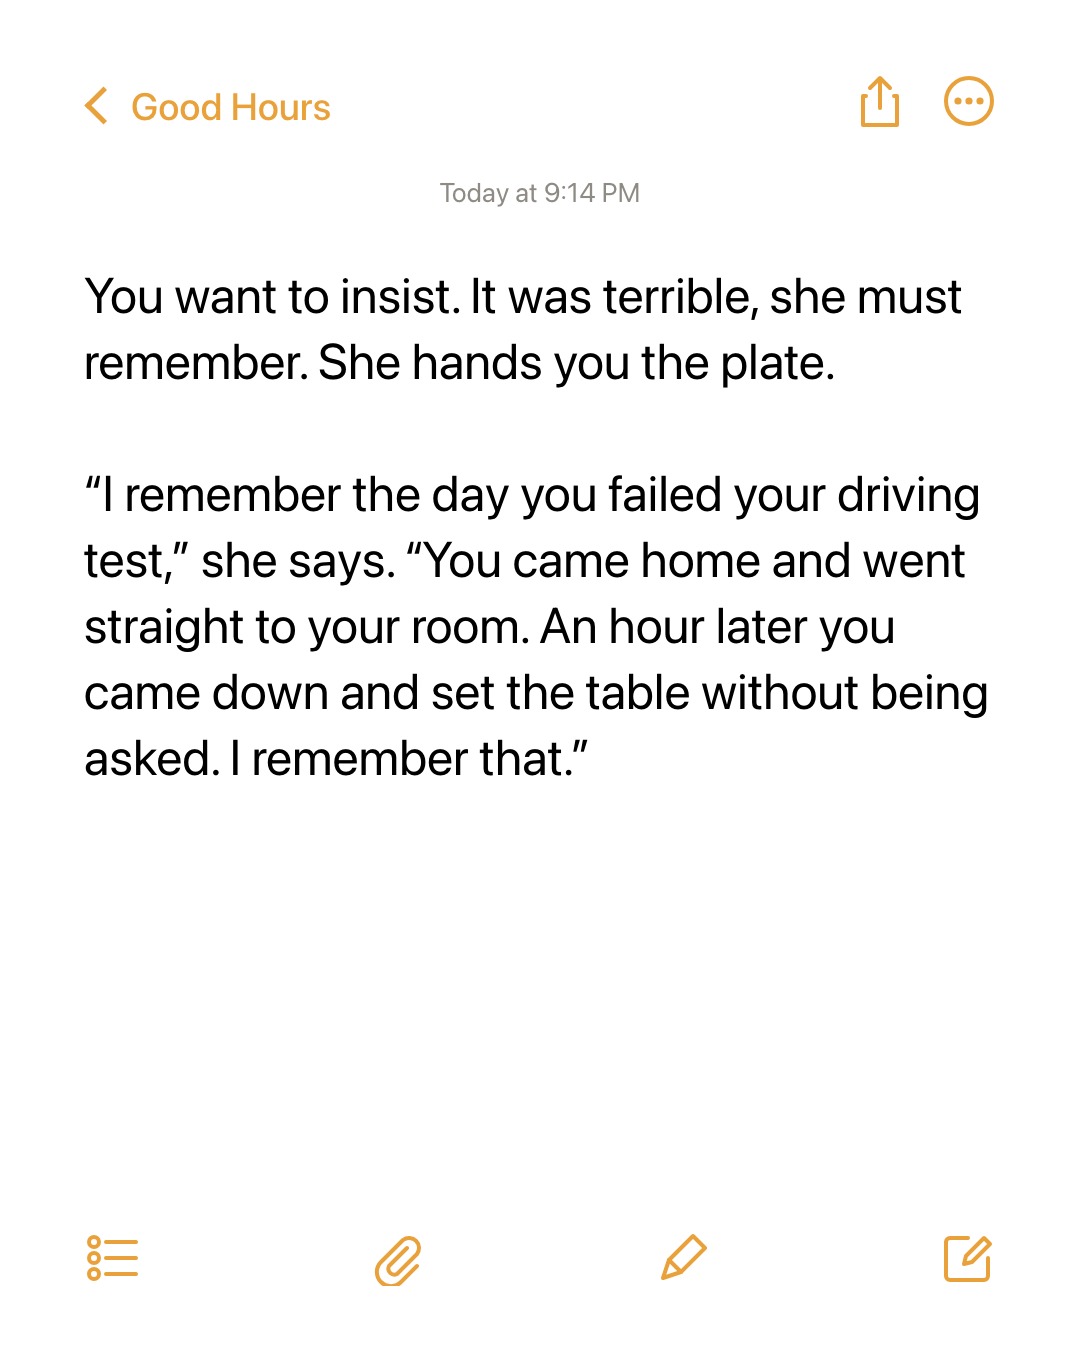 Good Hours
Today at 9:14 PM
You want to insist. It was terrible, she must
remember. She hands you the plate.
“I remember the day you failed your driving
test,” she says. “You came home and went
straight to your room. An hour later you
came down and set the table without being
asked. I remember that.”